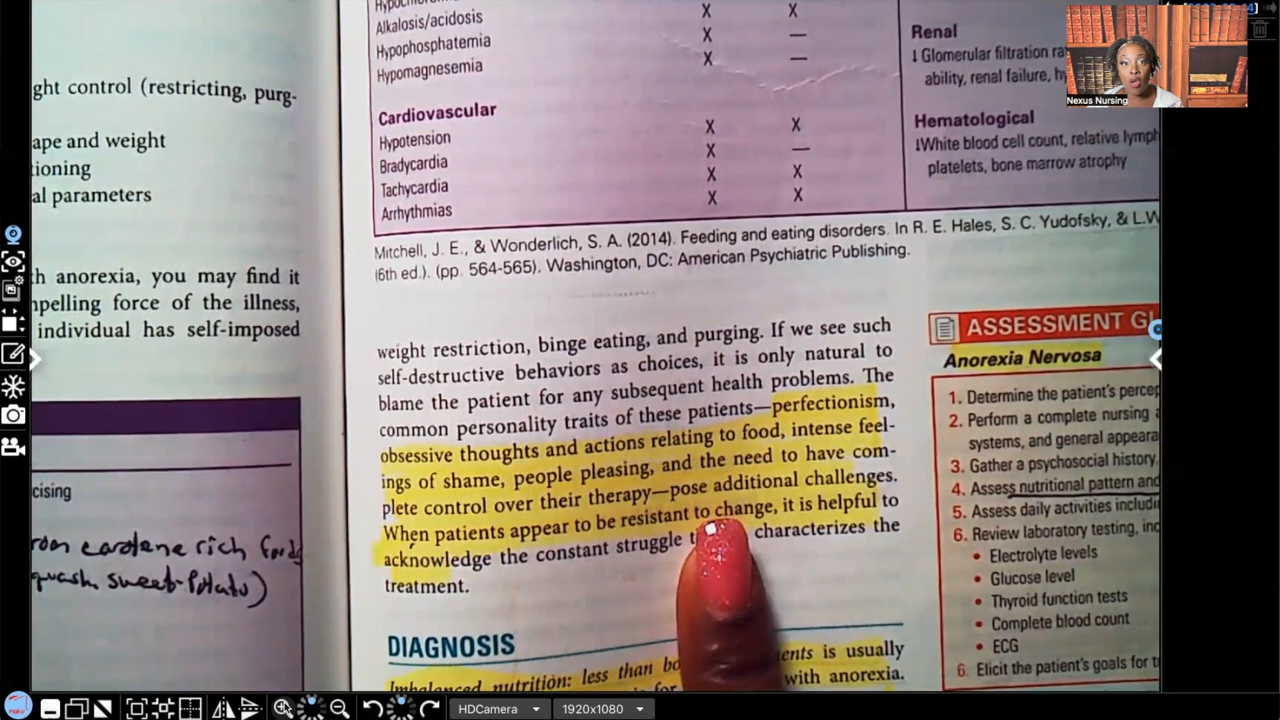 ght control (restricting, purg-
ape and weight
tioning
al parameters
h anorexia, you may find it
pelling force of the illness,
individual has self-imposed
cising
carotene rich foods
squash sweet-Potato)
Alkalosis/acidosis X X
Hypophosphatemia X —
Hypomagnesemia X —
Cardiovascular
Hypotension X X
Bradycardia X —
Tachycardia X X
Arrhythmias X X
Renal
↓ Glomerular filtration ra
ability, renal failure, hy
Hematological
↓White blood cell count, relative lymph
platelets, bone marrow atrophy
Mitchell, J. E., & Wonderlich, S. A. (2014). Feeding and eating disorders. In R. E. Hales, S. C. Yudofsky, & L.W
(6th ed.). (pp. 564-565). Washington, DC: American Psychiatric Publishing.
weight restriction, binge eating, and purging. If we see such
self-destructive behaviors as choices, it is only natural to
blame the patient for any subsequent health problems. The
common personality traits of these patients—perfectionism,
obsessive thoughts and actions relating to food, intense feel-
ings of shame, people pleasing, and the need to have com-
plete control over their therapy—pose additional challenges.
When patients appear to be resistant to change, it is helpful to
acknowledge the constant struggle characterizes the
treatment.
DIAGNOSIS
Imbalanced nutrition: less than is usually
with anorexia.
ASSESSMENT
Anorexia Nervosa
1. Determine the patient's percep
2. Perform a complete nursing a
systems, and general appeara
3. Gather a psychosocial history.
4. Assess nutritional pattern and
5. Assess daily activities includi
6. Review laboratory testing, inc
• Electrolyte levels
• Glucose level
• Thyroid function tests
• Complete blood count
• ECG
6. Elicit the patient's goals for t
Nexus Nursing
HDCamera
1920x1080